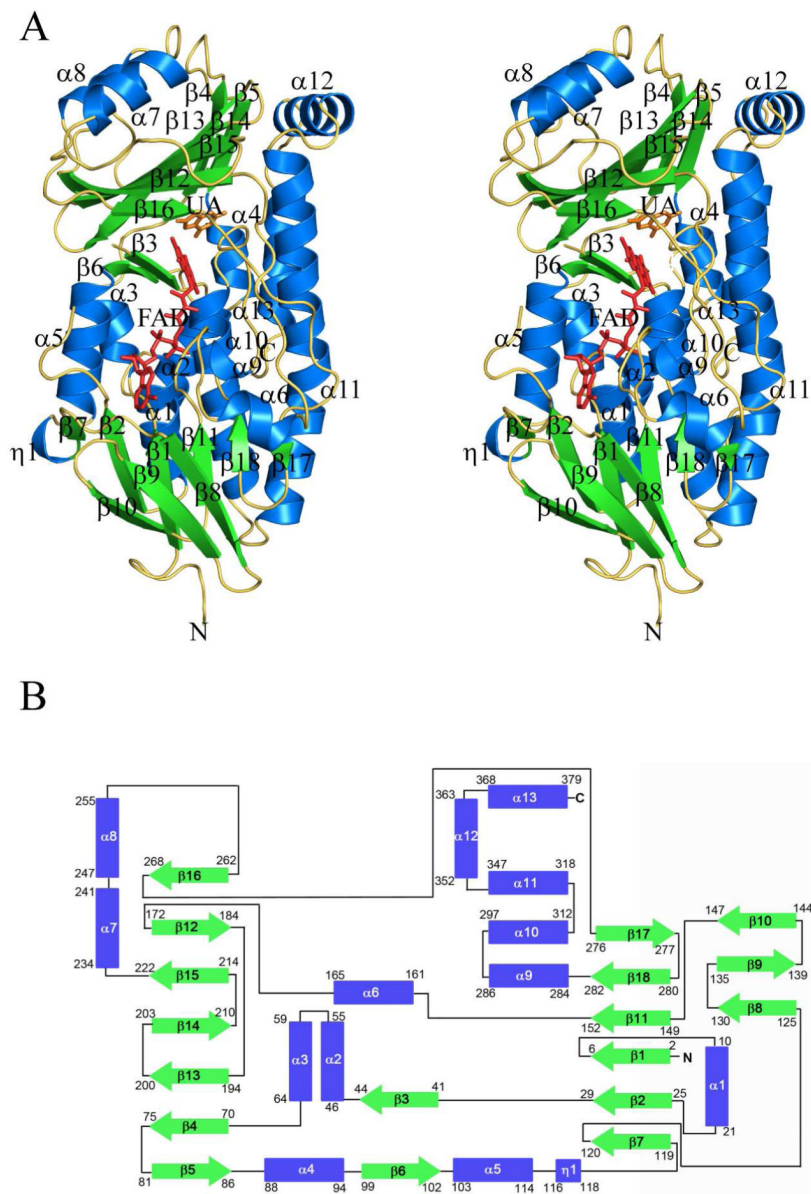 A
α8 β4 β5 α12 α8 β4 β5 α12
α7 β13 β14 α7 β13 β14
β15 β15
β12 β12
β16 UA α4 β16 UA α4
β3 β3
β6 β6
α3 α3
α5 FAD α13 α5 FAD α13
α10 C α10 C
α2 α9 α2 α9
α1 α6 α11 α1 α6 α11
β7 β2 β11 β7 β2 β11
η1 β1 β18 β17 η1 β1 β18 β17
β9 β9
β10 β8 β10 β8
N N
B
368 379
255 363 α13 C
α8 α12
268 262 347 318
247 β16 352 α11
241
172 184 297 312 147 144
α7 β12 α10 β17 β10
276 277
234 222 214 165 161 135 β9
β15 α6 286 α9 284 282 β18 280 139
203 210 130 β8 125
β14 59 55 β11
152 149 10
α3 α2 6 β1 2 N
200 β13 194 44 41 29 25 α1
64 46 β3 β2
75 70 21
β4 β7
120 119
81 β5 86 α4 β6 α5 η1
88 94 99 102 103 114 116 118